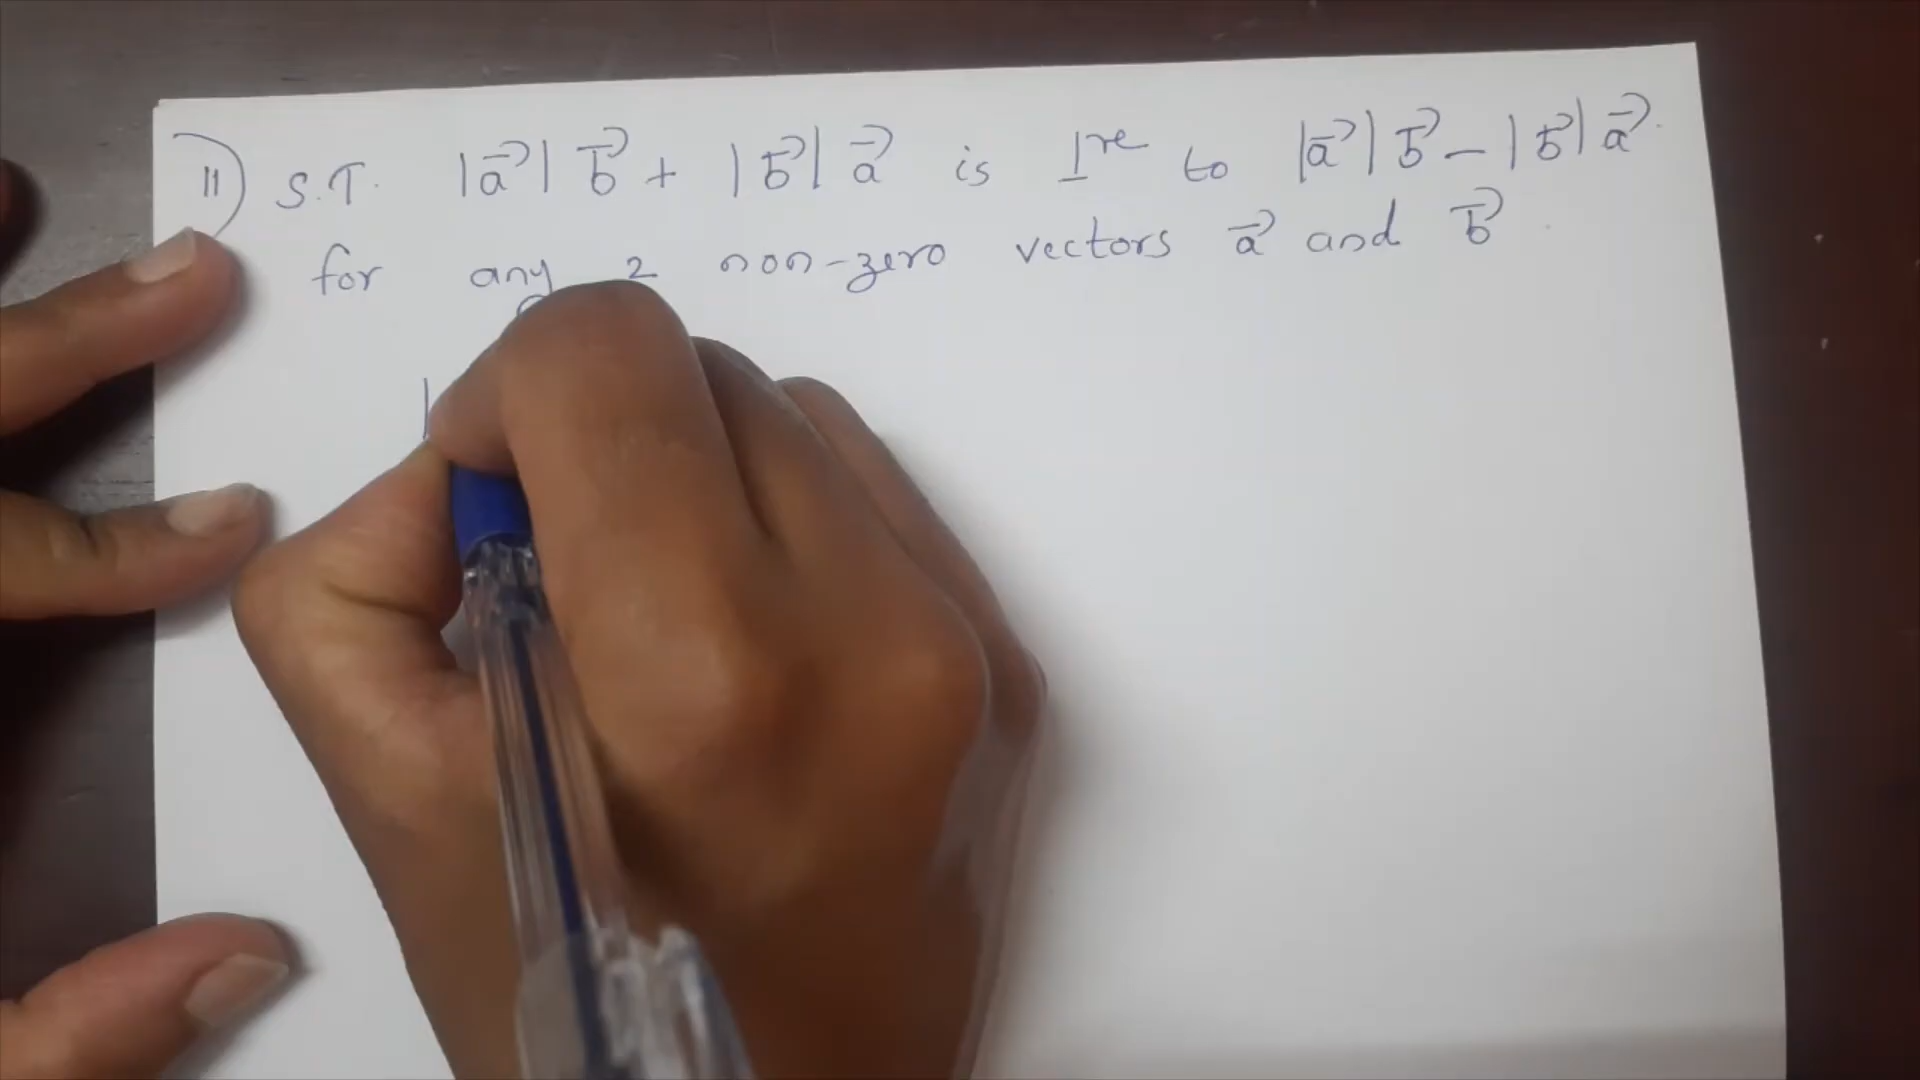 11) S.T. |a⃗| b⃗ + |b⃗| a⃗ is ⊥re to |a⃗| b⃗ - |b⃗| a⃗.
for any 2 non-zero vectors a⃗ and b⃗.
|